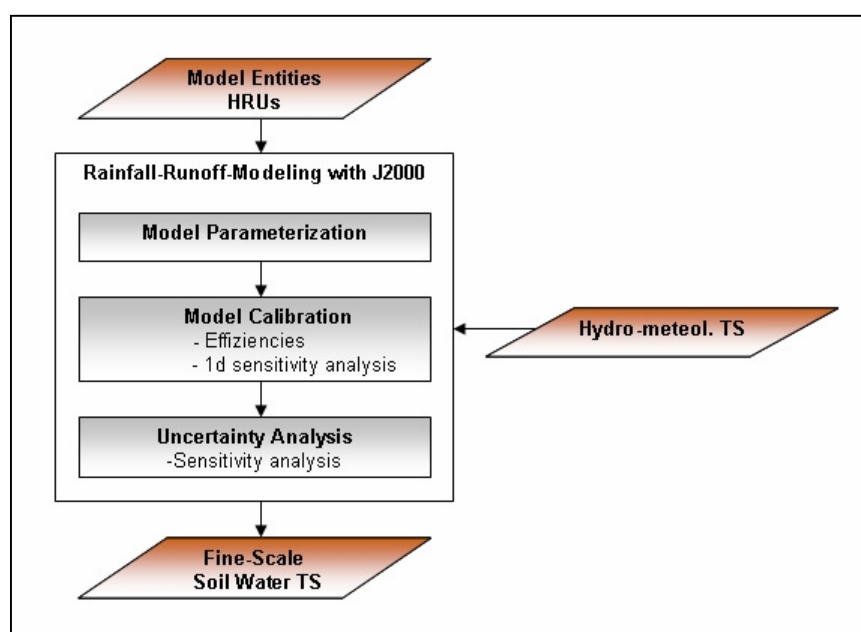 Model Entities
HRUs
Rainfall-Runoff-Modeling with J2000
Model Parameterization
Model Calibration
- Effiziencies
- 1d sensitivity analysis
Hydro-meteol. TS
Uncertainty Analysis
-Sensitivity analysis
Fine-Scale
Soil Water TS